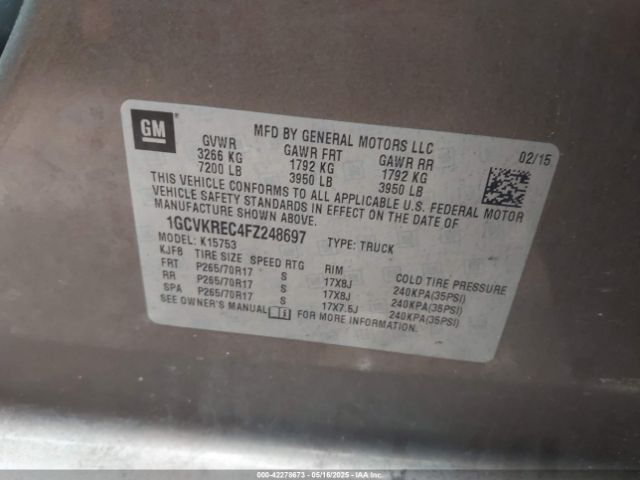 GM
MFD BY GENERAL MOTORS LLC
02/15
GVWR GAWR FRT GAWR RR
3266 KG 1792 KG 1792 KG
7200 LB 3950 LB 3950 LB
THIS VEHICLE CONFORMS TO ALL APPLICABLE U.S. FEDERAL MOTOR
VEHICLE SAFETY STANDARDS IN EFFECT ON THE DATE OF
MANUFACTURE SHOWN ABOVE.
1GCVKREC4FZ248697 TYPE: TRUCK
MODEL: K15753
KJF8 TIRE SIZE SPEED RTG RIM COLD TIRE PRESSURE
FRT P265/70R17 S 17X8J 240KPA(35PSI)
RR P265/70R17 S 17X8J 240KPA(35PSI)
SPA P265/70R17 S 17X7.5J 240KPA(35PSI)
SEE OWNER'S MANUAL i FOR MORE INFORMATION.
000-42278673 - 05/16/2025 - IAA Inc. - Copyright